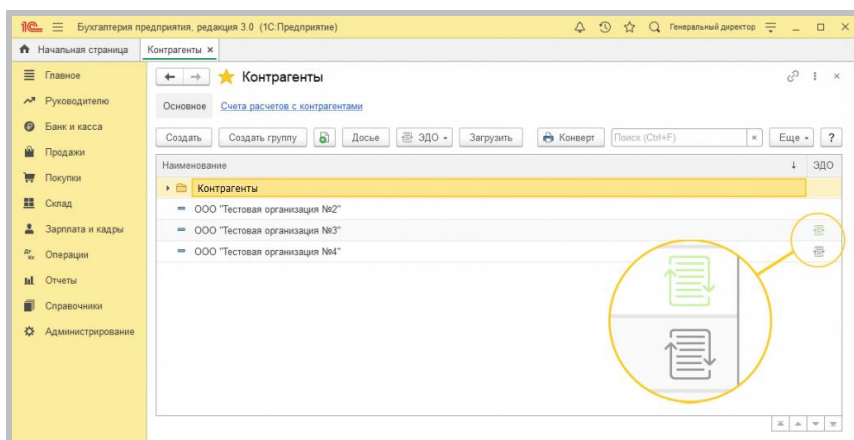 1С Бухгалтерия предприятия, редакция 3.0 (1С:Предприятие) Генеральный директор
Начальная страница Контрагенты ×
Главное
Контрагенты
Руководителю
Основное Счета расчетов с контрагентами
Банк и касса
Создать Создать группу Досье ЭДО Загрузить Конверт Поиск (Ctrl+F) × Еще ?
Продажи
Наименование ↓ ЭДО
Покупки
Контрагенты
Склад
ООО "Тестовая организация №2"
Зарплата и кадры
ООО "Тестовая организация №3"
Операции
ООО "Тестовая организация №4"
Отчеты
Справочники
Администрирование